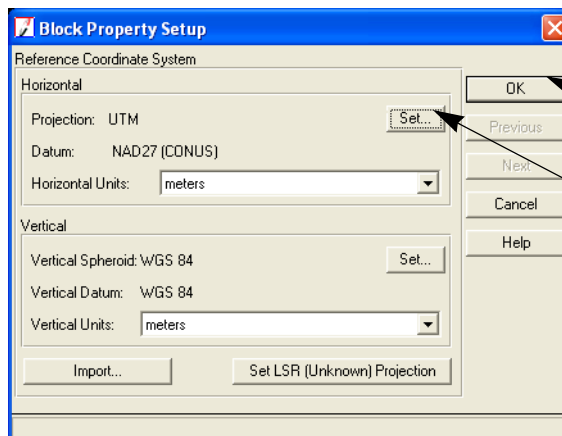 Block Property Setup
Reference Coordinate System
Horizontal
Projection: UTM
Set...
Datum: NAD27 (CONUS)
Horizontal Units: meters
Vertical
Vertical Spheroid: WGS 84
Set...
Vertical Datum: WGS 84
Vertical Units: meters
Import...
Set LSR (Unknown) Projection
OK
Previous
Next
Cancel
Help